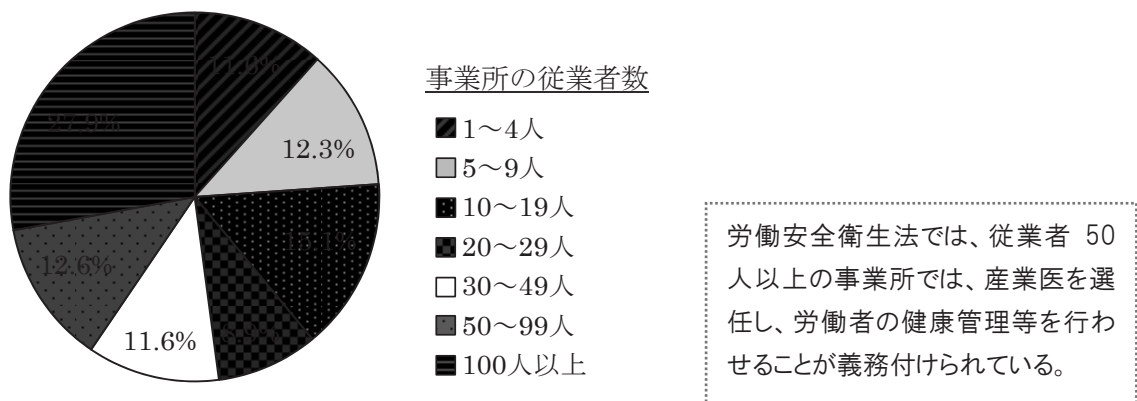 事業所の従業者数
1～4人
12.3%
5～9人
10～19人
20～29人
30～49人
12.6%
50～99人
11.6%
100人以上
労働安全衛生法では、従業者 50
人以上の事業所では、産業医を選
任し、労働者の健康管理等を行わ
せることが義務付けられている。